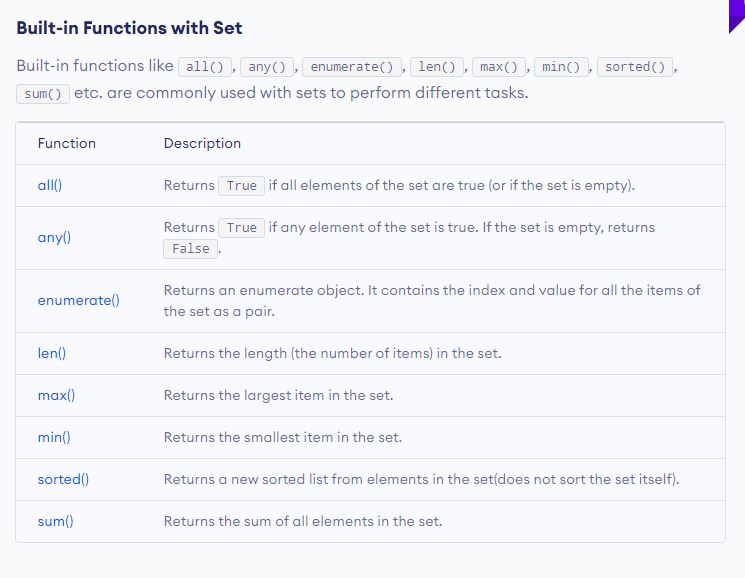 Built-in Functions with Set
Built-in functions like all(), any(), enumerate(), len(), max(), min(), sorted(),
sum() etc. are commonly used with sets to perform different tasks.
Function Description
all() Returns True if all elements of the set are true (or if the set is empty).
any() Returns True if any element of the set is true. If the set is empty, returns
False.
enumerate() Returns an enumerate object. It contains the index and value for all the items of
the set as a pair.
len() Returns the length (the number of items) in the set.
max() Returns the largest item in the set.
min() Returns the smallest item in the set.
sorted() Returns a new sorted list from elements in the set(does not sort the set itself).
sum() Returns the sum of all elements in the set.